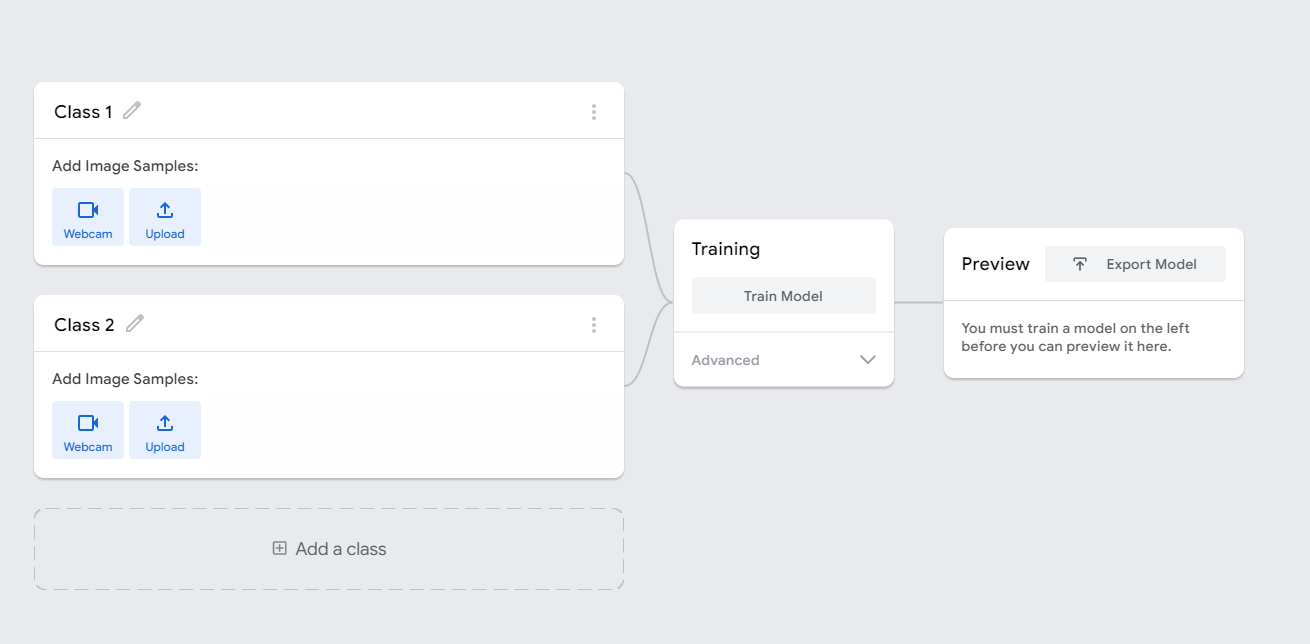 Class 1
Add Image Samples:
Webcam
Upload
Class 2
Add Image Samples:
Webcam
Upload
Add a class
Training
Train Model
Advanced
Preview
Export Model
You must train a model on the left
before you can preview it here.